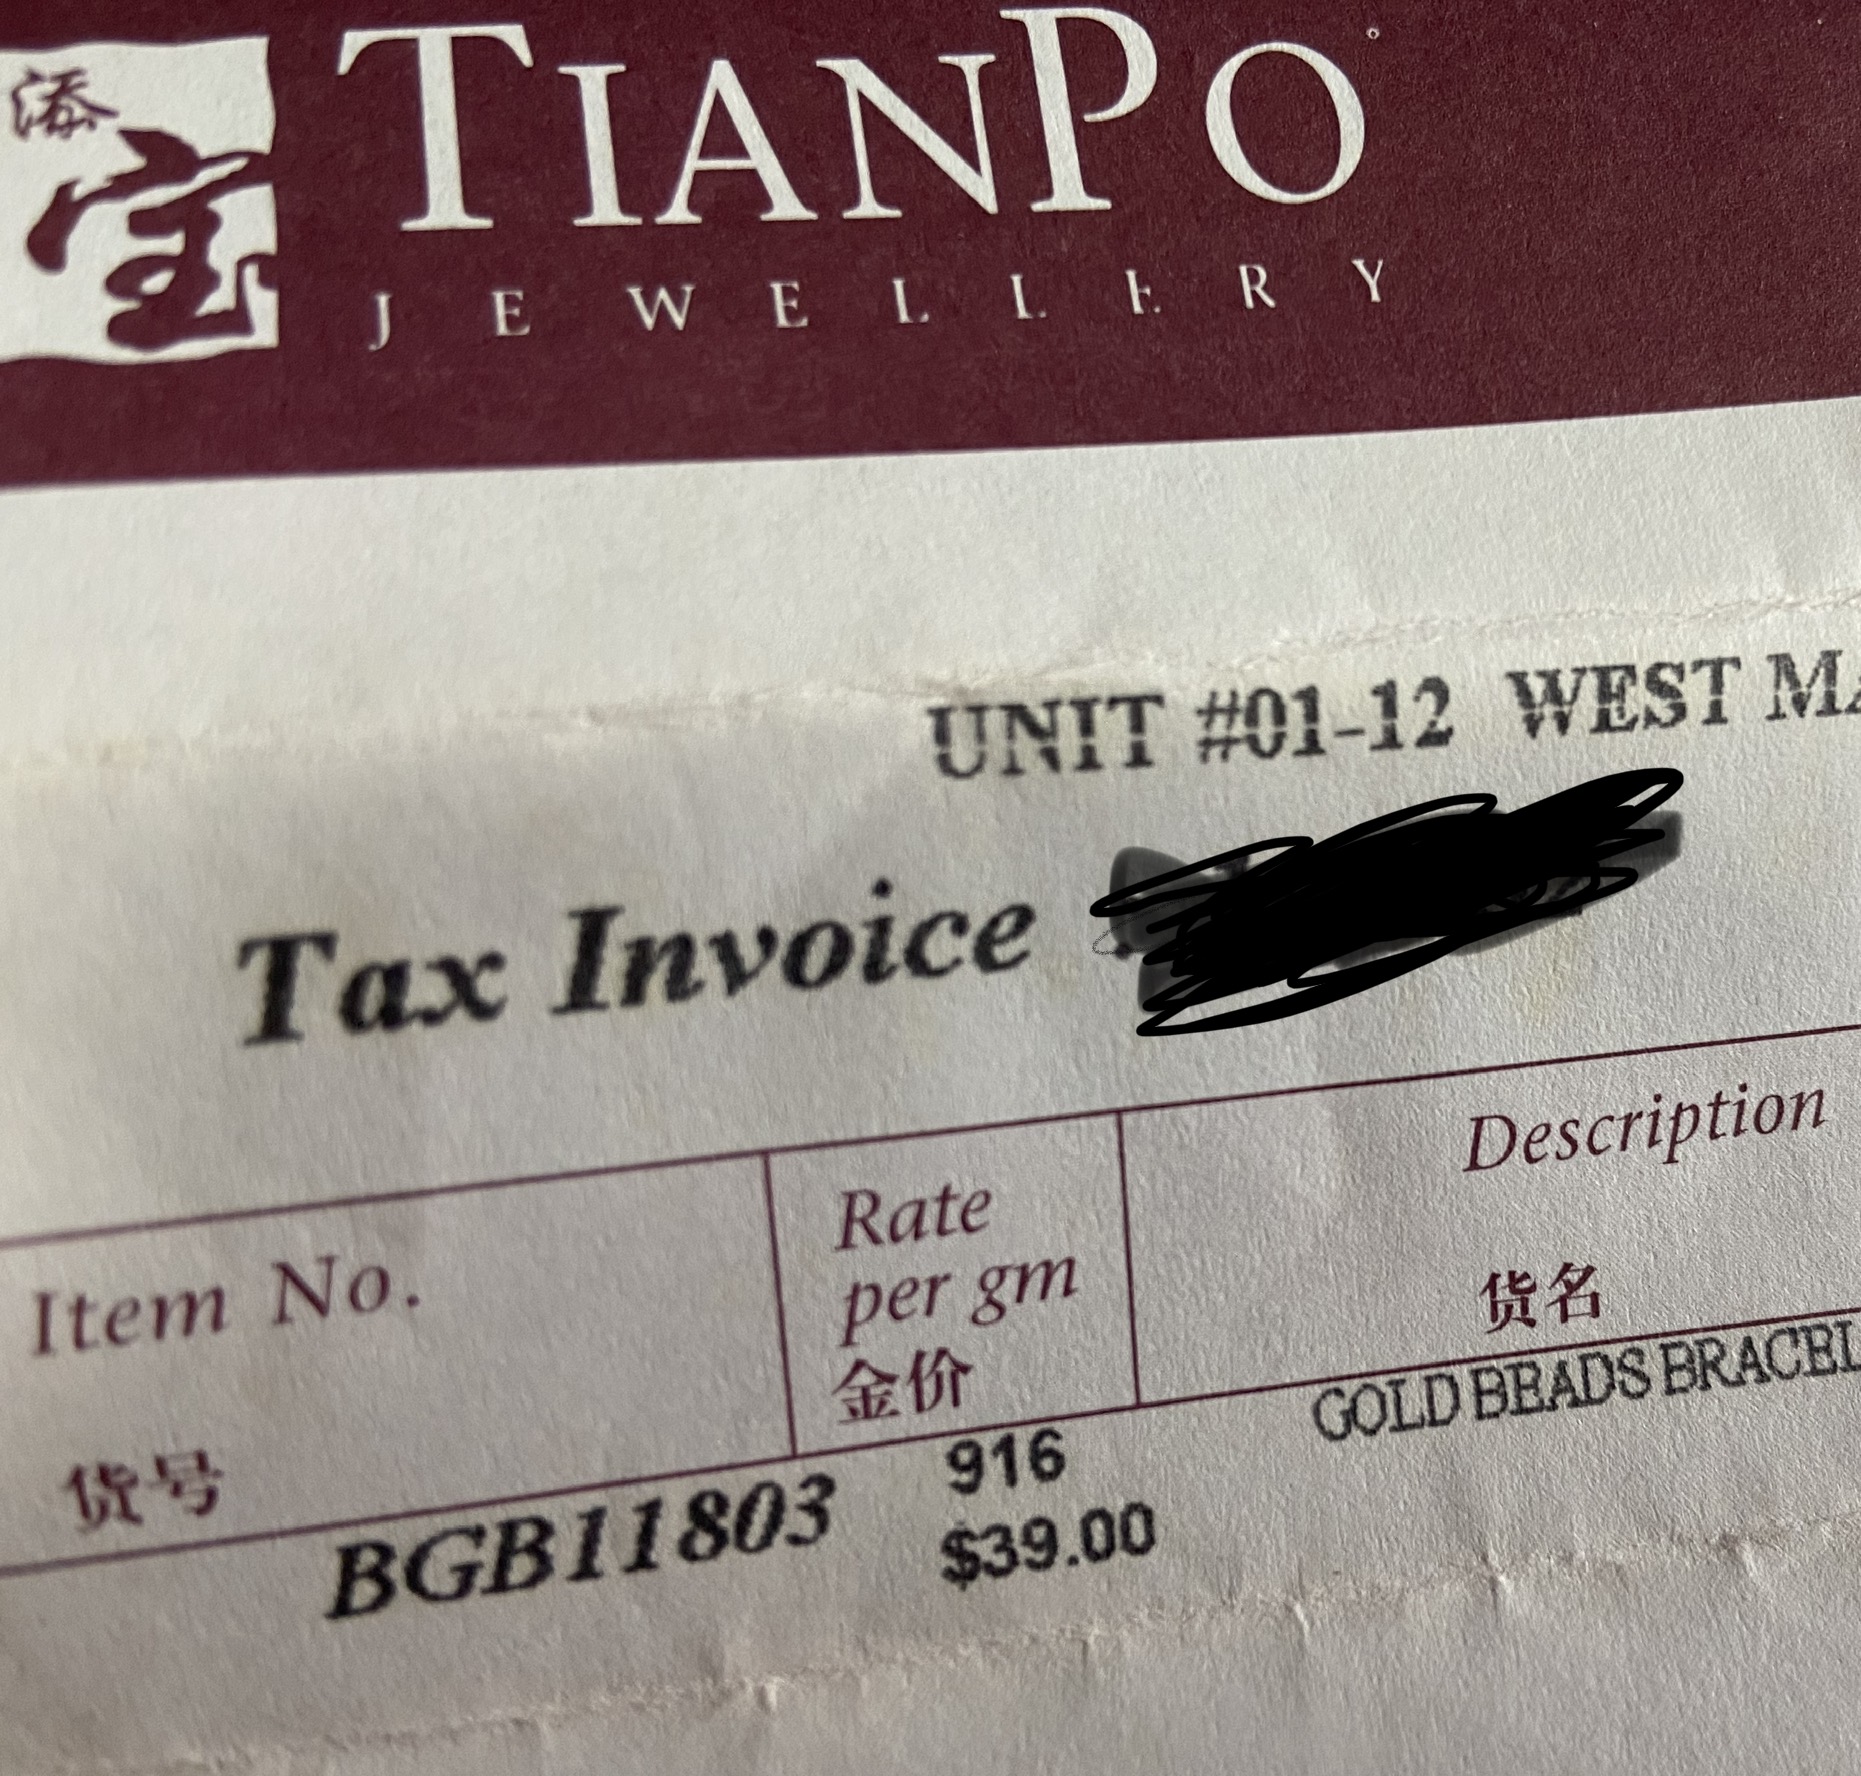 添
宝
TIANPO
JEWELLERY
UNIT #01-12 WEST
Tax Invoice
Item No.
货号
Rate
per gm
金价
Description
货名
BGB11803
916
$39.00
GOLD BEADS